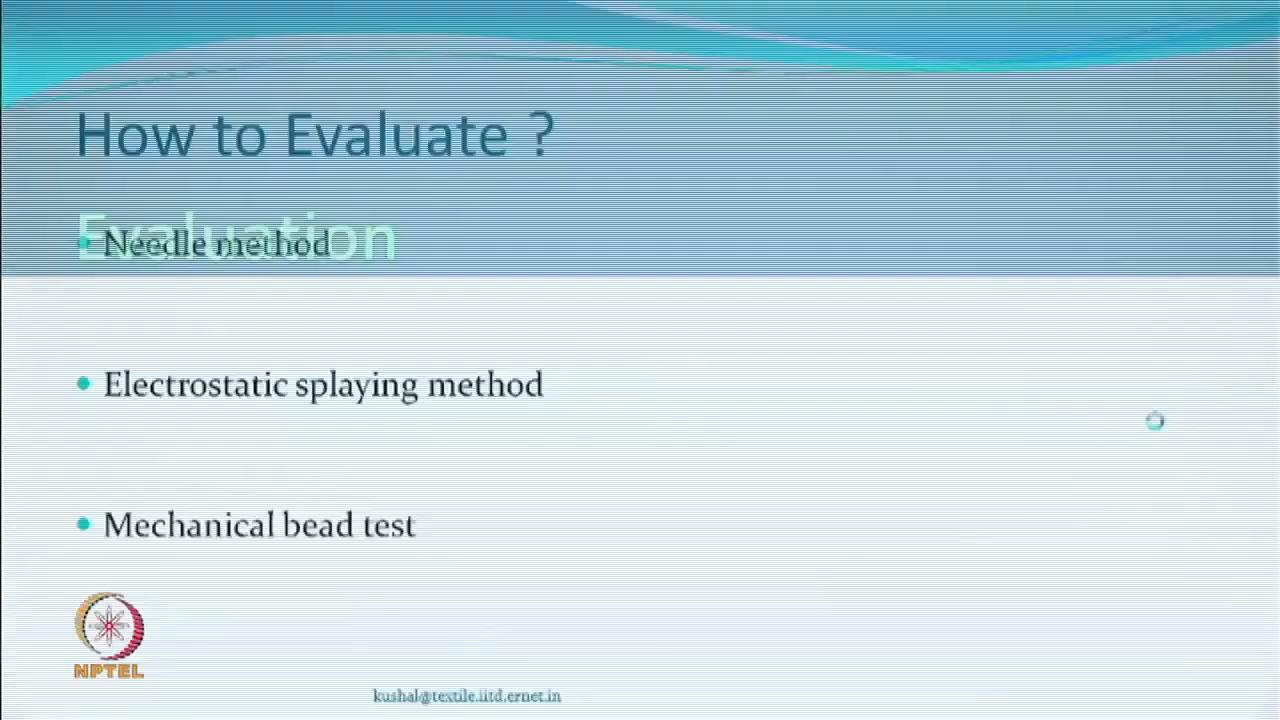 How to Evaluate ?
Evaluation
Needle method
Electrostatic splaying method
Mechanical bead test
NPTEL
kushal@textile.iitd.ernet.in